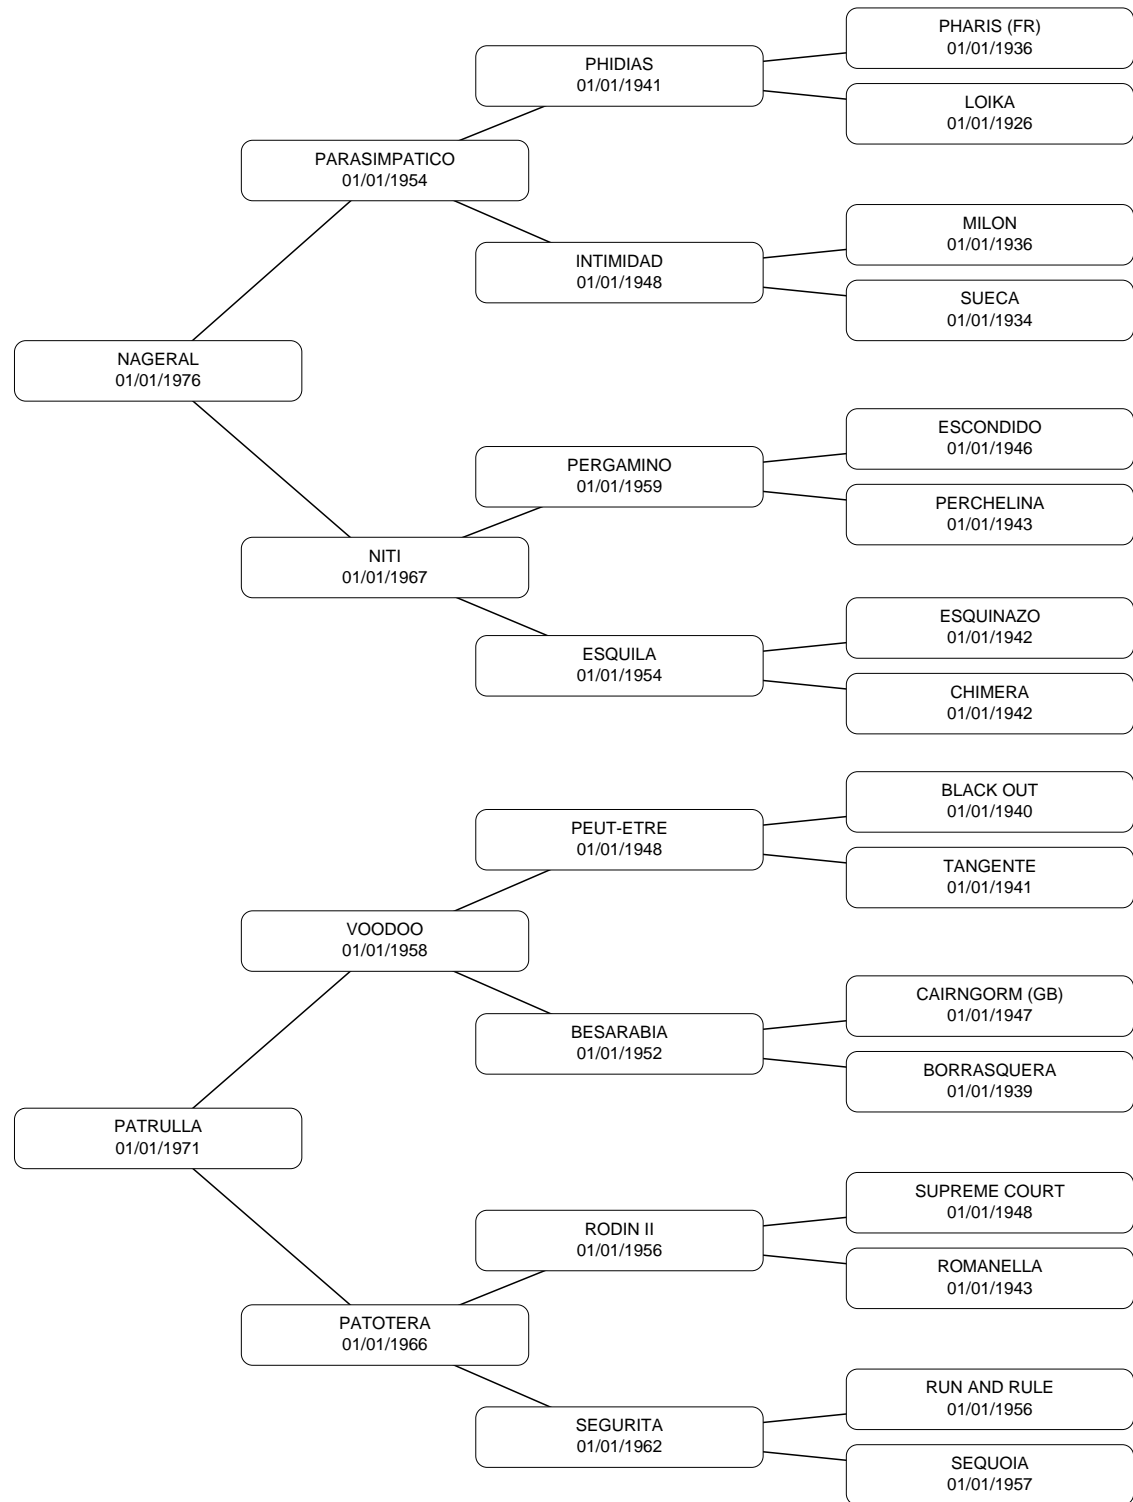 PHARIS (FR)
01/01/1936
PHIDIAS
01/01/1941
LOIKA
01/01/1926
PARASIMPATICO
01/01/1954
MILON
01/01/1936
INTIMIDAD
01/01/1948
SUECA
01/01/1934
NAGERAL
01/01/1976
ESCONDIDO
01/01/1946
PERGAMINO
01/01/1959
PERCHELINA
01/01/1943
NITI
01/01/1967
ESQUINAZO
01/01/1942
ESQUILA
01/01/1954
CHIMERA
01/01/1942
BLACK OUT
01/01/1940
PEUT-ETRE
01/01/1948
TANGENTE
01/01/1941
VOODOO
01/01/1958
CAIRNGORM (GB)
01/01/1947
BESARABIA
01/01/1952
BORRASQUERA
01/01/1939
PATRULLA
01/01/1971
SUPREME COURT
01/01/1948
RODIN II
01/01/1956
ROMANELLA
01/01/1943
PATOTERA
01/01/1966
RUN AND RULE
01/01/1956
SEGURITA
01/01/1962
SEQUOIA
01/01/1957